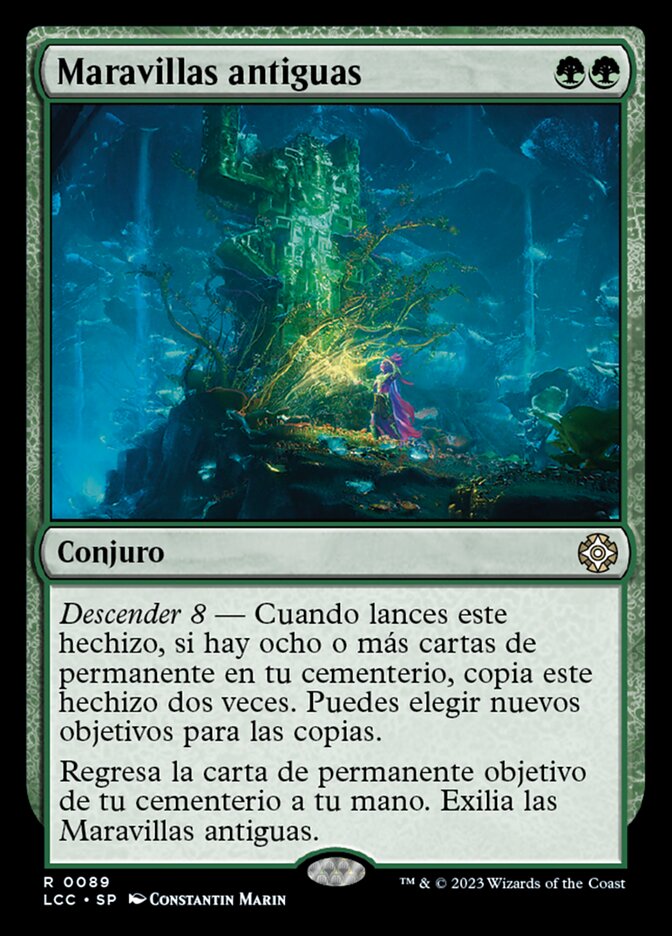 Maravillas antiguas
Conjuro
Descender 8 — Cuando lances este
hechizo, si hay ocho o más cartas de
permanente en tu cementerio, copia este
hechizo dos veces. Puedes elegir nuevos
objetivos para las copias.
Regresa la carta de permanente objetivo
de tu cementerio a tu mano. Exilia las
Maravillas antiguas.
R 0089
LCC • SP Constantin Marin
™ & © 2023 Wizards of the Coast